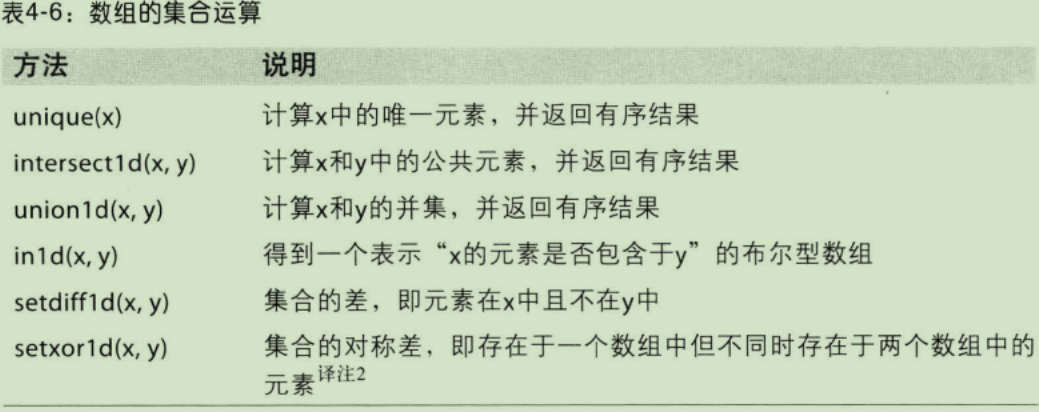 表4-6：数组的集合运算
方法 说明
unique(x) 计算x中的唯一元素，并返回有序结果
intersect1d(x, y) 计算x和y中的公共元素，并返回有序结果
union1d(x, y) 计算x和y的并集，并返回有序结果
in1d(x, y) 得到一个表示“x的元素是否包含于y”的布尔型数组
setdiff1d(x, y) 集合的差，即元素在x中且不在y中
setxor1d(x, y) 集合的对称差，即存在于一个数组中但不同时存在于两个数组中的
元素译注2